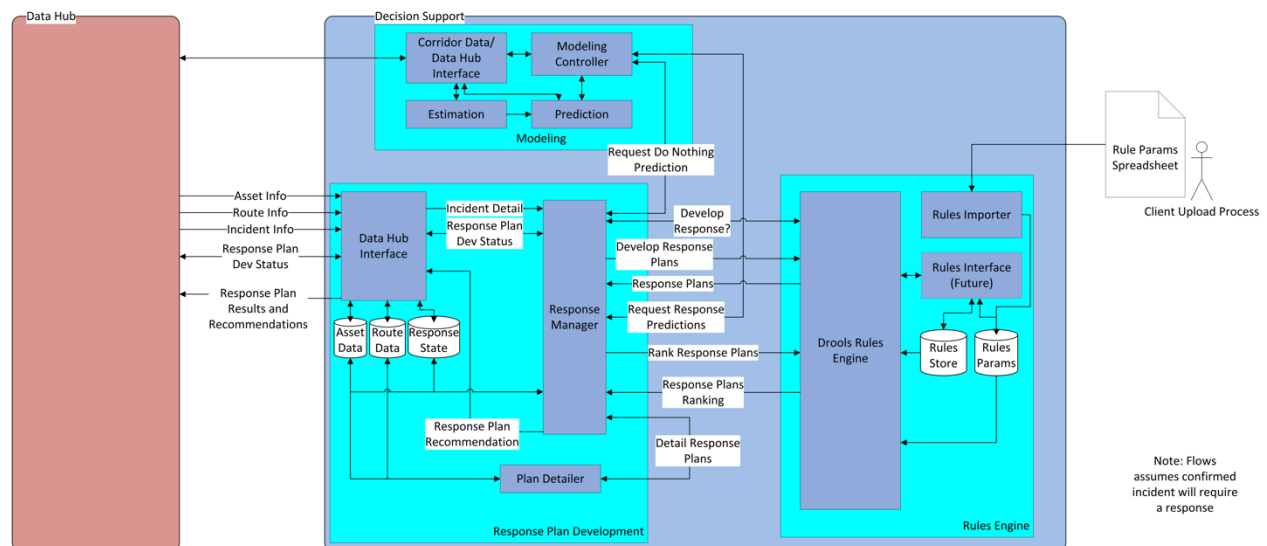 Data Hub
Decision Support
Corridor Data/
Data Hub
Interface
Modeling
Controller
Estimation
Prediction
Modeling
Request Do Nothing
Prediction
Rule Params
Spreadsheet
Client Upload Process
Asset Info
Route Info
Incident Info
Response Plan
Dev Status
Response Plan
Results and
Recommendations
Data Hub
Interface
Incident Detail
Response Plan
Dev Status
Asset
Data
Route
Data
Response
State
Response
Manager
Response Plan
Recommendation
Plan Detailer
Response Plan Development
Develop
Response?
Develop Response
Plans
Response Plans
Request Response
Predictions
Rank Response Plans
Response Plans
Ranking
Detail Response
Plans
Drools Rules
Engine
Rules Importer
Rules Interface
(Future)
Rules
Store
Rules
Params
Rules Engine
Note: Flows
assumes confirmed
incident will require
a response